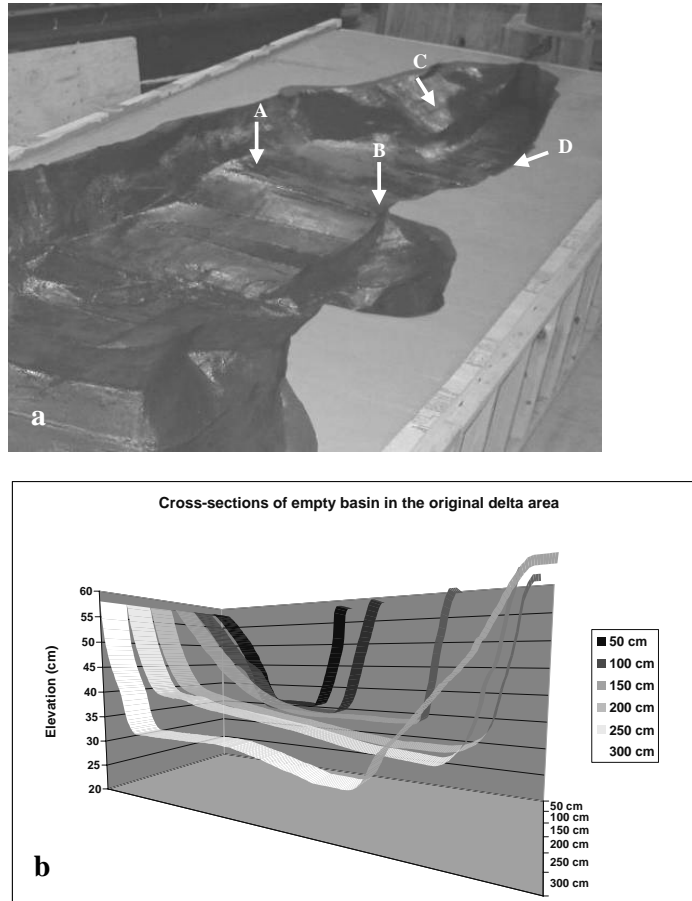 A
B
C
D
a
Cross-sections of empty basin in the original delta area
Elevation (cm)
60
55
50
45
40
35
30
25
20
50 cm
100 cm
150 cm
200 cm
250 cm
300 cm
50 cm
100 cm
150 cm
200 cm
250 cm
300 cm
b